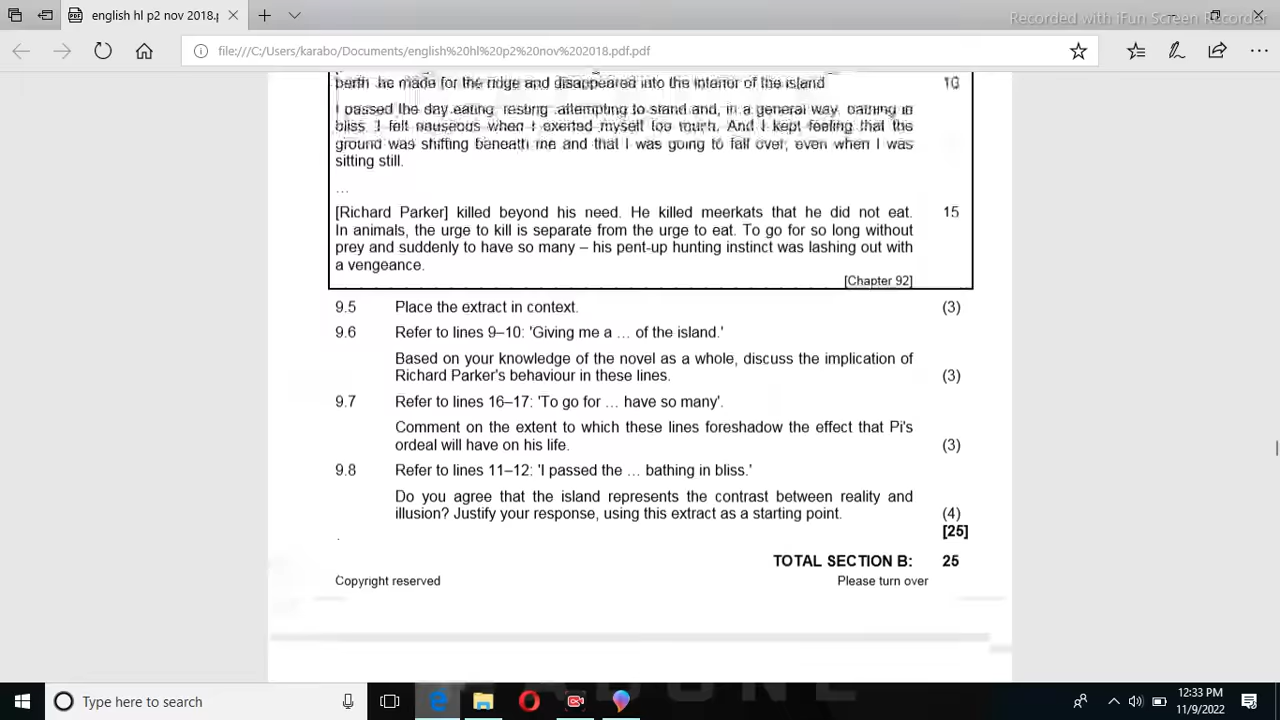 english hl p2 nov 2018.p
Recorded with iFun Screen Recorder
file:///C:/Users/karabo/Documents/english%20hl%20p2%20nov%202018.pdf.pdf
berth he made for the ridge and disappeared into the interior of the island 10
I passed the day eating, resting, attempting to stand and, in a general way, bathing in
bliss. I felt nauseous when I exerted myself too much. And I kept feeling that the
ground was shifting beneath me and that I was going to fall over, even when I was
sitting still.
...
[Richard Parker] killed beyond his need. He killed meerkats that he did not eat. 15
In animals, the urge to kill is separate from the urge to eat. To go for so long without
prey and suddenly to have so many – his pent-up hunting instinct was lashing out with
a vengeance.
[Chapter 92]
9.5 Place the extract in context. (3)
9.6 Refer to lines 9–10: 'Giving me a ... of the island.'
Based on your knowledge of the novel as a whole, discuss the implication of
Richard Parker's behaviour in these lines. (3)
9.7 Refer to lines 16–17: 'To go for ... have so many'.
Comment on the extent to which these lines foreshadow the effect that Pi's
ordeal will have on his life. (3)
9.8 Refer to lines 11–12: 'I passed the ... bathing in bliss.'
Do you agree that the island represents the contrast between reality and
illusion? Justify your response, using this extract as a starting point. (4)
[25]
TOTAL SECTION B: 25
Copyright reserved Please turn over
Type here to search
12:33 PM
11/9/2022